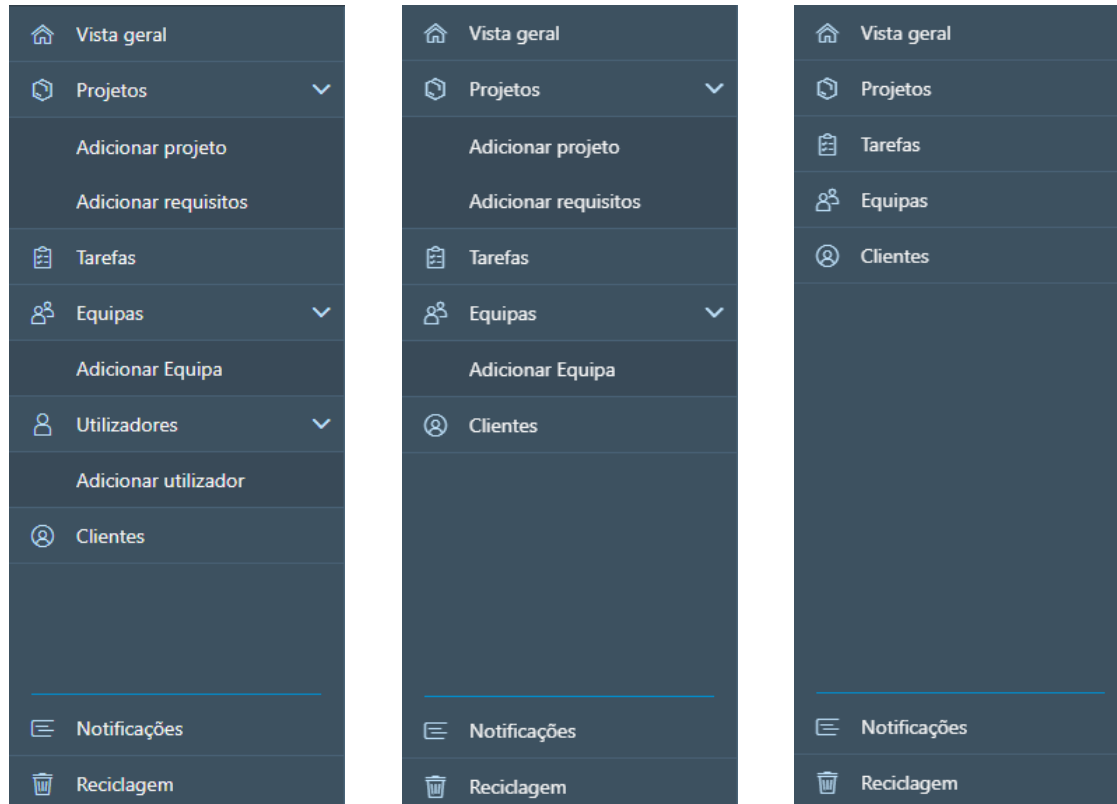 Vista geral
Projetos
Adicionar projeto
Adicionar requisitos
Tarefas
Equipas
Adicionar Equipa
Utilizadores
Adicionar utilizador
Clientes
Notificações
Reciclagem
Vista geral
Projetos
Adicionar projeto
Adicionar requisitos
Tarefas
Equipas
Adicionar Equipa
Clientes
Notificações
Reciclagem
Vista geral
Projetos
Tarefas
Equipas
Clientes
Notificações
Reciclagem